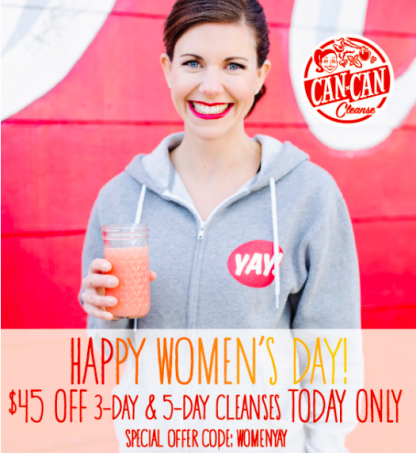 CAN CAN
Cleanse
YAY!
HAPPY WOMEN'S DAY!
$45 OFF 3-DAY & 5-DAY CLEANSES TODAY ONLY
SPECIAL OFFER CODE: WOMENYAY